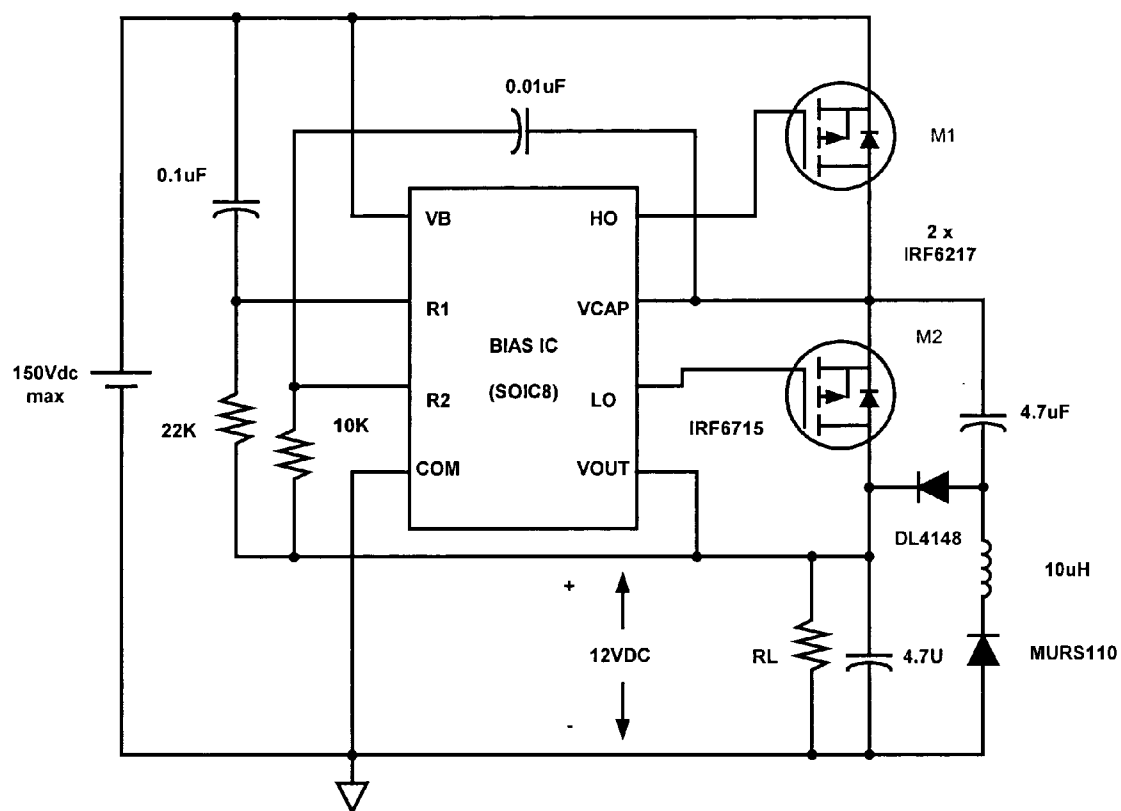 0.01uF
M1
0.1uF
VB
HO
2 x
IRF6217
R1
VCAP
M2
BIAS IC
(SOIC8)
150Vdc
max
R2
LO
4.7uF
22K
10K
IRF6715
COM
VOUT
DL4148
10uH
+
12VDC
RL
4.7U
MURS110
-